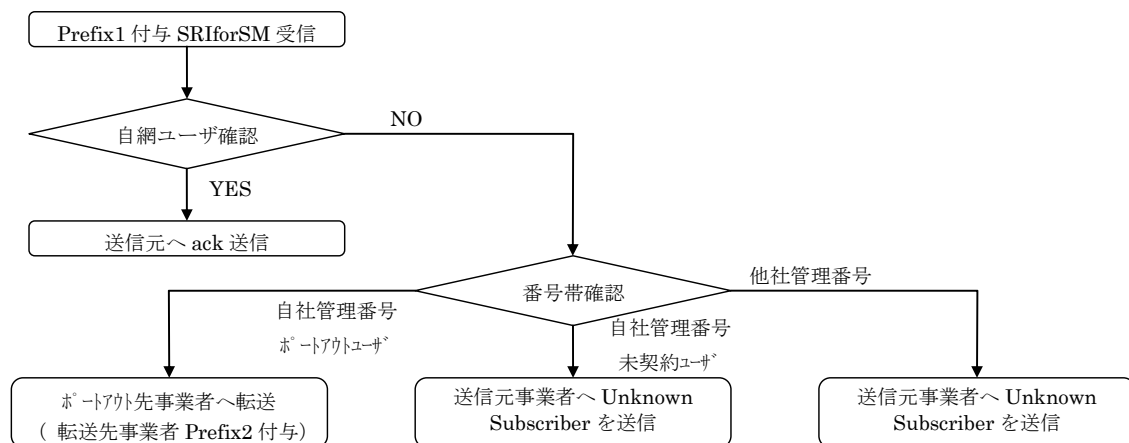 Prefix1 付与 SRIforSM 受信
自網ユーザ確認
NO
YES
送信元へ ack 送信
番号帯確認
他社管理番号
自社管理番号
ﾎﾟｰﾄｱｳﾄﾕｰｻﾞ
自社管理番号
未契約ﾕｰｻﾞ
ﾎﾟｰﾄｱｳﾄ先事業者へ転送
( 転送先事業者 Prefix2 付与)
送信元事業者へ Unknown
Subscriber を送信
送信元事業者へ Unknown
Subscriber を送信